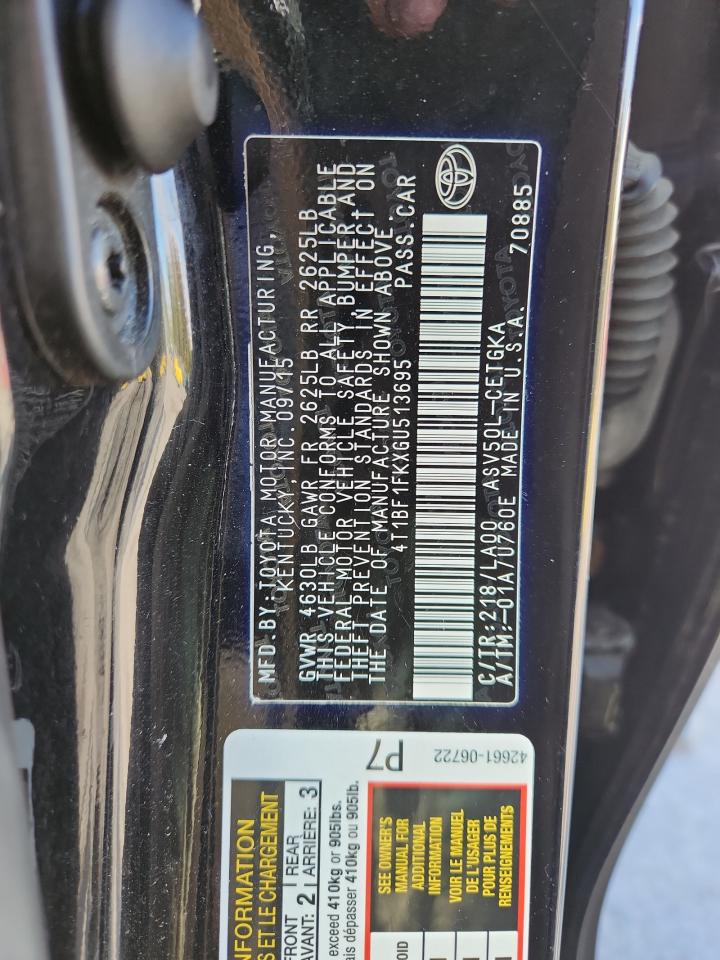 MFD.BY:TOYOTA MOTOR MANUFACTURING,
KENTUCKY,INC.09/15
GVWR 4630LB GAWR FR 2625LB RR 2625LB
THIS VEHICLE CONFORMS TO ALL APPLICABLE
FEDERAL MOTOR VEHICLE SAFETY,BUMPER,AND
THEFT PREVENTION STANDARDS IN EFFECT ON
THE DATE OF MANUFACTURE SHOWN ABOVE.
4T1BF1FKXGU513695 PASS.CAR
C/TR:218/LA00 ASV50L-CETGKA
A/TM:-01A/U760E MADE IN U.S.A. 70885
P7
42661-06722
ET LE CHARGEMENT
FRONT
AVANT: 2
REAR
ARRIERE: 3
exceed 410kg or 905lbs.
dépasser 410kg ou 905lb.
SEE OWNER'S
MANUAL FOR
ADDITIONAL
INFORMATION
VOIR LE MANUEL
DE L'USAGER
POUR PLUS DE
RENSEIGNEMENTS